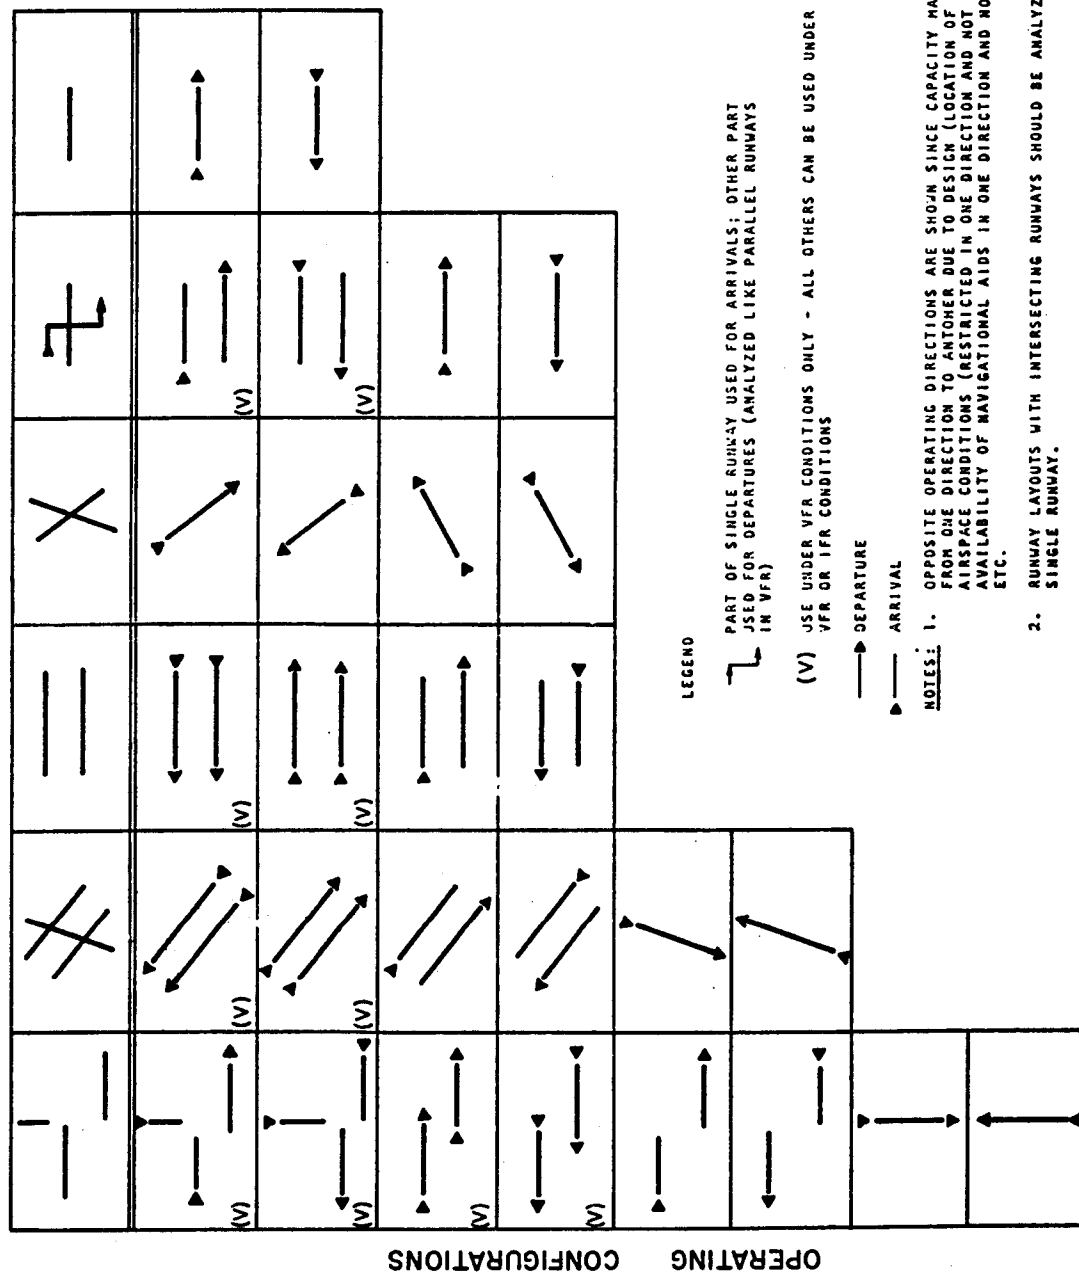 OPERATING CONFIGURATIONS
(V)
(V)
(V)
(V)
(V)
(V)
(V)
(V)
(V)
(V)
LEGEND
PART OF SINGLE RUNWAY USED FOR ARRIVALS; OTHER PART
USED FOR DEPARTURES (ANALYZED LIKE PARALLEL RUNWAYS
IN VFR)
(V) USE UNDER VFR CONDITIONS ONLY - ALL OTHERS CAN BE USED UNDER
VFR OR IFR CONDITIONS
DEPARTURE
ARRIVAL
NOTES: 1. OPPOSITE OPERATING DIRECTIONS ARE SHOWN SINCE CAPACITY MA
FROM ONE DIRECTION TO ANTOHER DUE TO DESIGN (LOCATION OF
AIRSPACE CONDITIONS (RESTRICTED IN ONE DIRECTION AND NOT
AVAILABILITY OF NAVIGATIONAL AIDS IN ONE DIRECTION AND NO
ETC.
2. RUNWAY LAYOUTS WITH INTERSECTING RUNWAYS SHOULD BE ANALYZ
SINGLE RUNWAY.